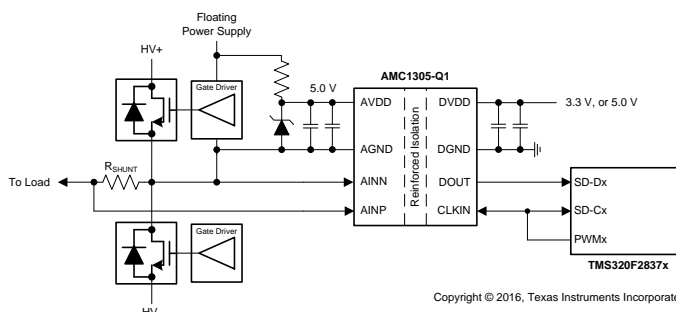 Floating
Power Supply
HV+
Gate Driver
5.0 V
AMC1305-Q1
AVDD
DVDD
3.3 V, or 5.0 V
AGND
DGND
Reinforced Isolation
RSHUNT
To Load
AINN
DOUT
SD-Dx
AINP
CLKIN
SD-Cx
PWMx
Gate Driver
TMS320F2837x
HV
Copyright © 2016, Texas Instruments Incorporate